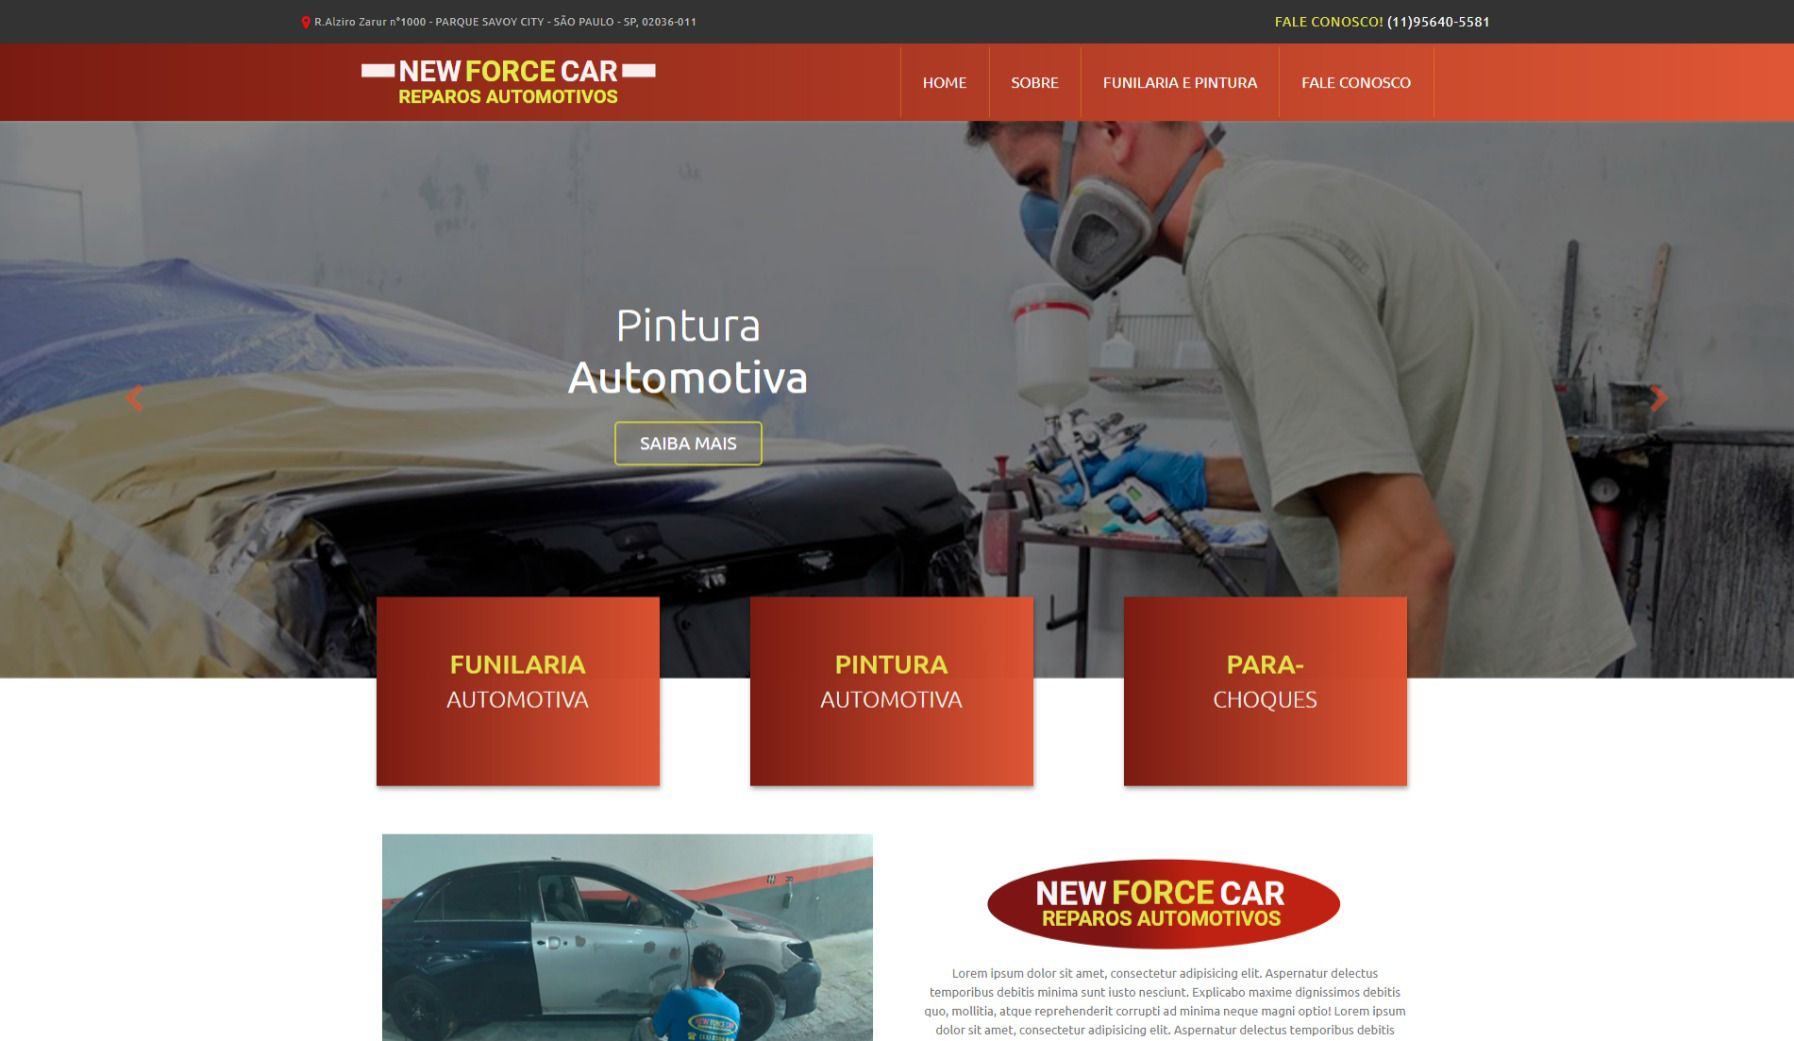 R.Alziro Zarur n°1000 - PARQUE SAVOY CITY - SÃO PAULO - SP, 02036-011
FALE CONOSCO! (11)95640-5581
NEW FORCE CAR
REPAROS AUTOMOTIVOS
HOME
SOBRE
FUNILARIA E PINTURA
FALE CONOSCO
Pintura
Automotiva
SAIBA MAIS
FUNILARIA
AUTOMOTIVA
PINTURA
AUTOMOTIVA
PARA-
CHOQUES
NEW FORCE CAR
REPAROS AUTOMOTIVOS
Lorem ipsum dolor sit amet, consectetur adipisicing elit. Aspernatur delectus
temporibus debitis minima sunt iusto nesciunt. Explicabo maxime dignissimos debitis
quo, mollitia, atque reprehenderit corrupti ad minima neque magni optio! Lorem ipsum
dolor sit amet, consectetur adipisicing elit. Aspernatur delectus temporibus debitis
NEW FORCE CAR